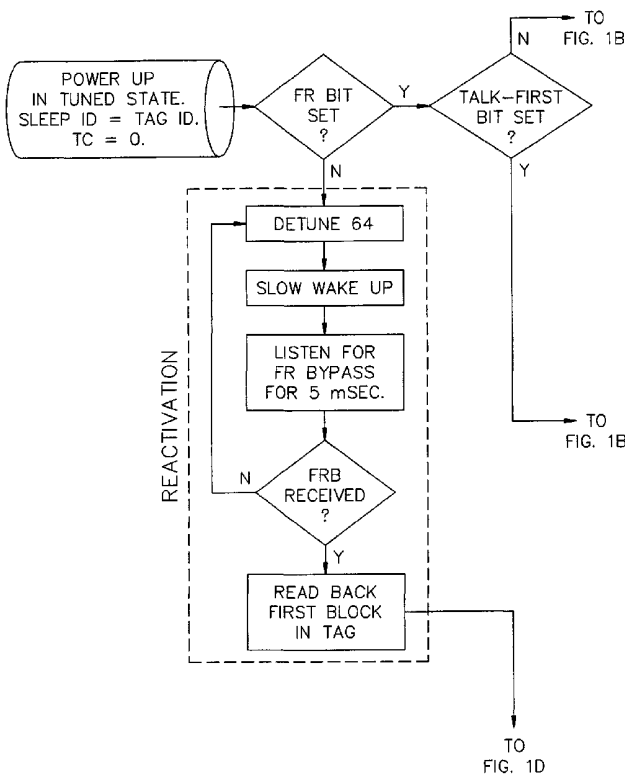 POWER UP
IN TUNED STATE.
SLEEP ID = TAG ID.
TC = 0.
FR BIT
SET
?
Y
N
TALK-FIRST
BIT SET
?
N
TO
FIG. 1B
Y
TO
FIG. 1B
REACTIVATION
DETUNE 64
SLOW WAKE UP
LISTEN FOR
FR BYPASS
FOR 5 mSEC.
N
FRB
RECEIVED
?
Y
READ BACK
FIRST BLOCK
IN TAG
TO
FIG. 1D